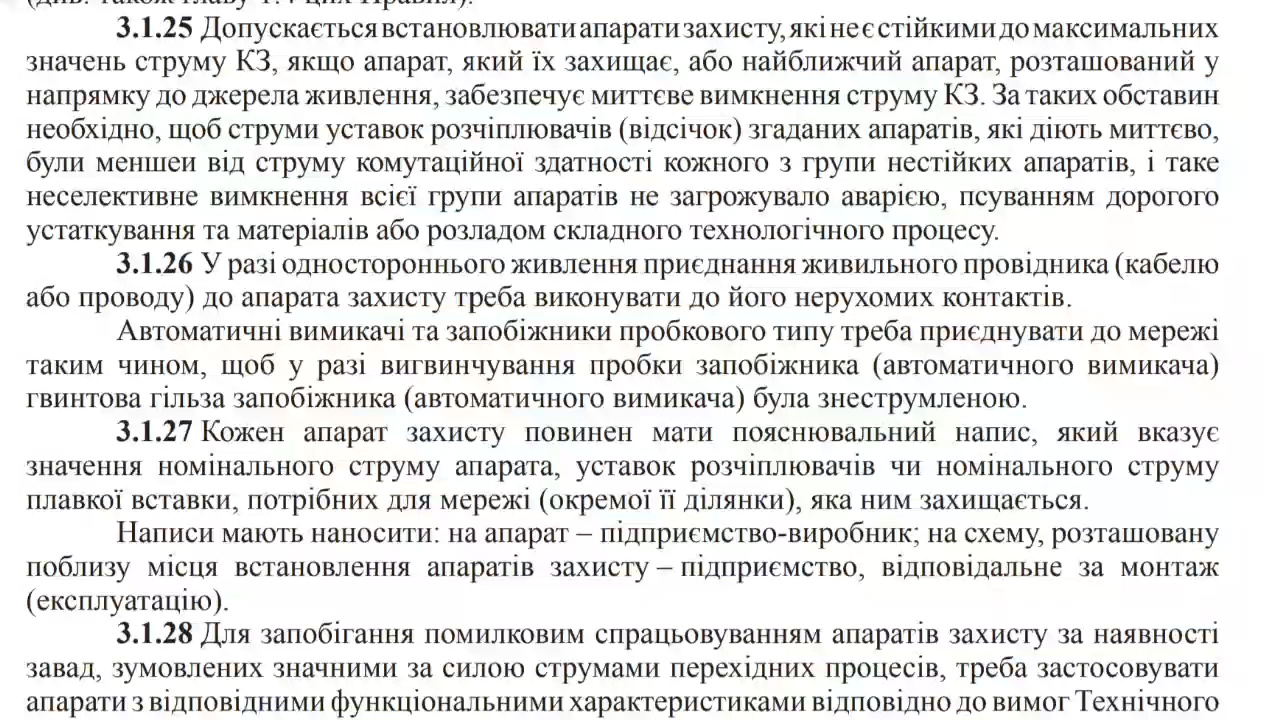 (див. також главу 1.4 цих Правил).
3.1.25 Допускається встановлювати апарати захисту, які не є стійкими до максимальних
значень струму КЗ, якщо апарат, який їх захищає, або найближчий апарат, розташований у
напрямку до джерела живлення, забезпечує миттєве вимкнення струму КЗ. За таких обставин
необхідно, щоб струми уставок розчіплювачів (відсічок) згаданих апаратів, які діють миттєво,
були меншеи від струму комутаційної здатності кожного з групи нестійких апаратів, і таке
неселективне вимкнення всієї групи апаратів не загрожувало аварією, псуванням дорогого
устаткування та матеріалів або розладом складного технологічного процесу.
3.1.26 У разі одностороннього живлення приєднання живильного провідника (кабелю
або проводу) до апарата захисту треба виконувати до його нерухомих контактів.
Автоматичні вимикачі та запобіжники пробкового типу треба приєднувати до мережі
таким чином, щоб у разі вигвинчування пробки запобіжника (автоматичного вимикача)
гвинтова гільза запобіжника (автоматичного вимикача) була знеструмленою.
3.1.27 Кожен апарат захисту повинен мати пояснювальний напис, який вказує
значення номінального струму апарата, уставок розчіплювачів чи номінального струму
плавкої вставки, потрібних для мережі (окремої її ділянки), яка ним захищається.
Написи мають наносити: на апарат – підприємство-виробник; на схему, розташовану
поблизу місця встановлення апаратів захисту – підприємство, відповідальне за монтаж
(експлуатацію).
3.1.28 Для запобігання помилковим спрацьовуванням апаратів захисту за наявності
завад, зумовлених значними за силою струмами перехідних процесів, треба застосовувати
апарати з відповідними функціональними характеристиками відповідно до вимог Технічного